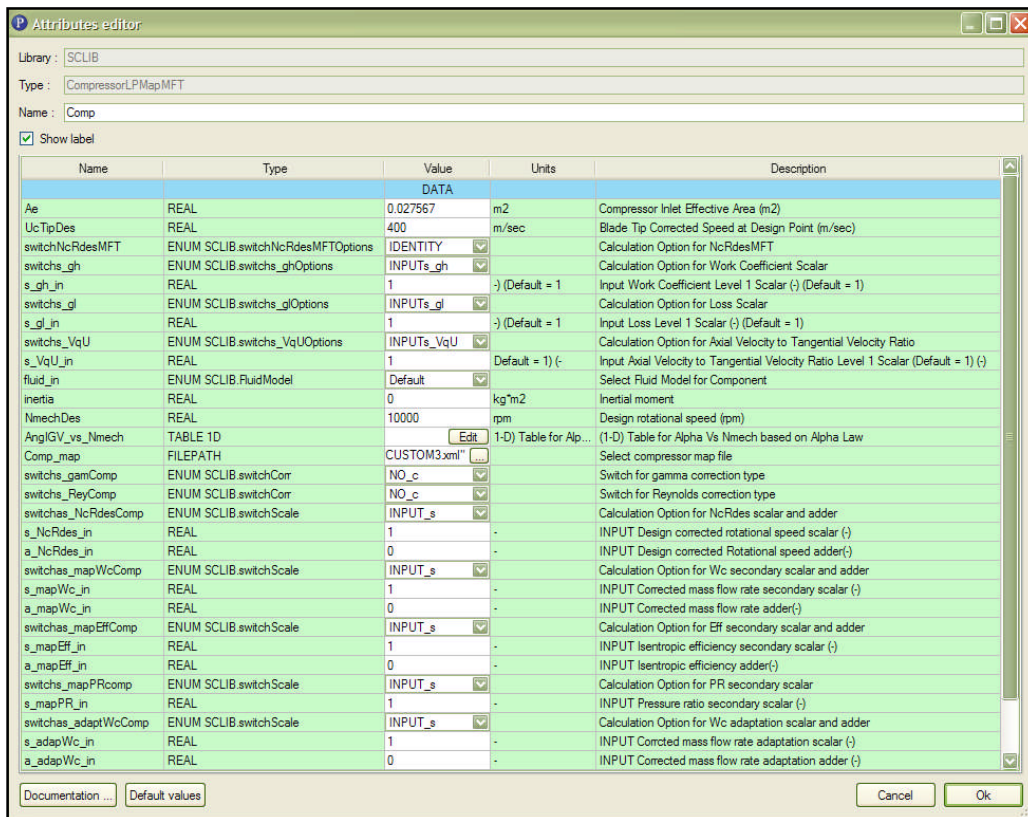 Attributes editor
Library : SCLIB
Type : CompressorLPMapMFT
Name : Comp
Show label
Name Type Value Units Description
DATA
Ae REAL 0.027567 m2 Compressor Inlet Effective Area (m2)
UcTipDes REAL 400 m/sec Blade Tip Corrected Speed at Design Point (m/sec)
switchNcRdesMFT ENUM SCLIB.switchNcRdesMFTOptions IDENTITY Calculation Option for NcRdesMFT
switchs_gh ENUM SCLIB.switchs_ghOptions INPUTs_gh Calculation Option for Work Coefficient Scalar
s_gh_in REAL 1 -) (Default = 1 Input Work Coefficient Level 1 Scalar (-) (Default = 1)
switchs_gl ENUM SCLIB.switchs_glOptions INPUTs_gl Calculation Option for Loss Scalar
s_gl_in REAL 1 -) (Default = 1 Input Loss Level 1 Scalar (-) (Default = 1)
switchs_VqU ENUM SCLIB.switchs_VqUOptions INPUTs_VqU Calculation Option for Axial Velocity to Tangential Velocity Ratio
s_VqU_in REAL 1 Default = 1) (- Input Axial Velocity to Tangential Velocity Ratio Level 1 Scalar (Default = 1) (-)
fluid_in ENUM SCLIB.FluidModel Default Select Fluid Model for Component
inertia REAL 0 kg*m2 Inertial moment
NmechDes REAL 10000 rpm Design rotational speed (rpm)
AngIGV_vs_Nmech TABLE 1D Edit 1-D) Table for Alp... (1-D) Table for Alpha Vs Nmech based on Alpha Law
Comp_map FILEPATH CUSTOM3.xml" ... Select compressor map file
switchs_gamComp ENUM SCLIB.switchCorr NO_c Switch for gamma correction type
switchs_ReyComp ENUM SCLIB.switchCorr NO_c Switch for Reynolds correction type
switchas_NcRdesComp ENUM SCLIB.switchScale INPUT_s Calculation Option for NcRdes scalar and adder
s_NcRdes_in REAL 1 - INPUT Design corrected rotational speed scalar (-)
a_NcRdes_in REAL 0 - INPUT Design corrected Rotational speed adder(-)
switchas_mapWcComp ENUM SCLIB.switchScale INPUT_s Calculation Option for Wc secondary scalar and adder
s_mapWc_in REAL 1 - INPUT Corrected mass flow rate secondary scalar (-)
a_mapWc_in REAL 0 - INPUT Corrected mass flow rate adder(-)
switchas_mapEffComp ENUM SCLIB.switchScale INPUT_s Calculation Option for Eff secondary scalar and adder
s_mapEff_in REAL 1 - INPUT Isentropic efficiency secondary scalar (-)
a_mapEff_in REAL 0 - INPUT Isentropic efficiency adder(-)
switchs_mapPRcomp ENUM SCLIB.switchScale INPUT_s Calculation Option for PR secondary scalar
s_mapPR_in REAL 1 - INPUT Pressure ratio secondary scalar (-)
switchas_adaptWcComp ENUM SCLIB.switchScale INPUT_s Calculation Option for Wc adaptation scalar and adder
s_adapWc_in REAL 1 - INPUT Corrcted mass flow rate adaptation scalar (-)
a_adapWc_in REAL 0 - INPUT Corrected mass flow rate adaptation adder (-)
Documentation ... Default values Cancel Ok